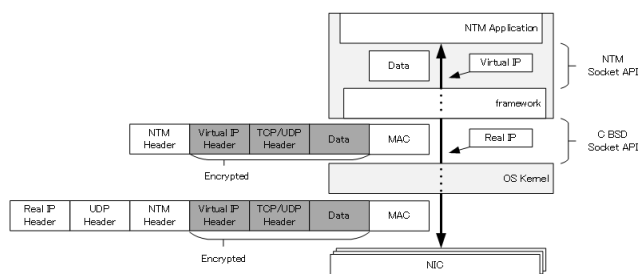 NTM Application
Data
Virtual IP
NTM
Socket API
framework
NTM
Header
Virtual IP
Header
TCP/UDP
Header
Data
MAC
Real IP
C BSD
Socket API
Encrypted
OS Kernel
Real IP
Header
UDP
Header
NTM
Header
Virtual IP
Header
TCP/UDP
Header
Data
MAC
Encrypted
NIC